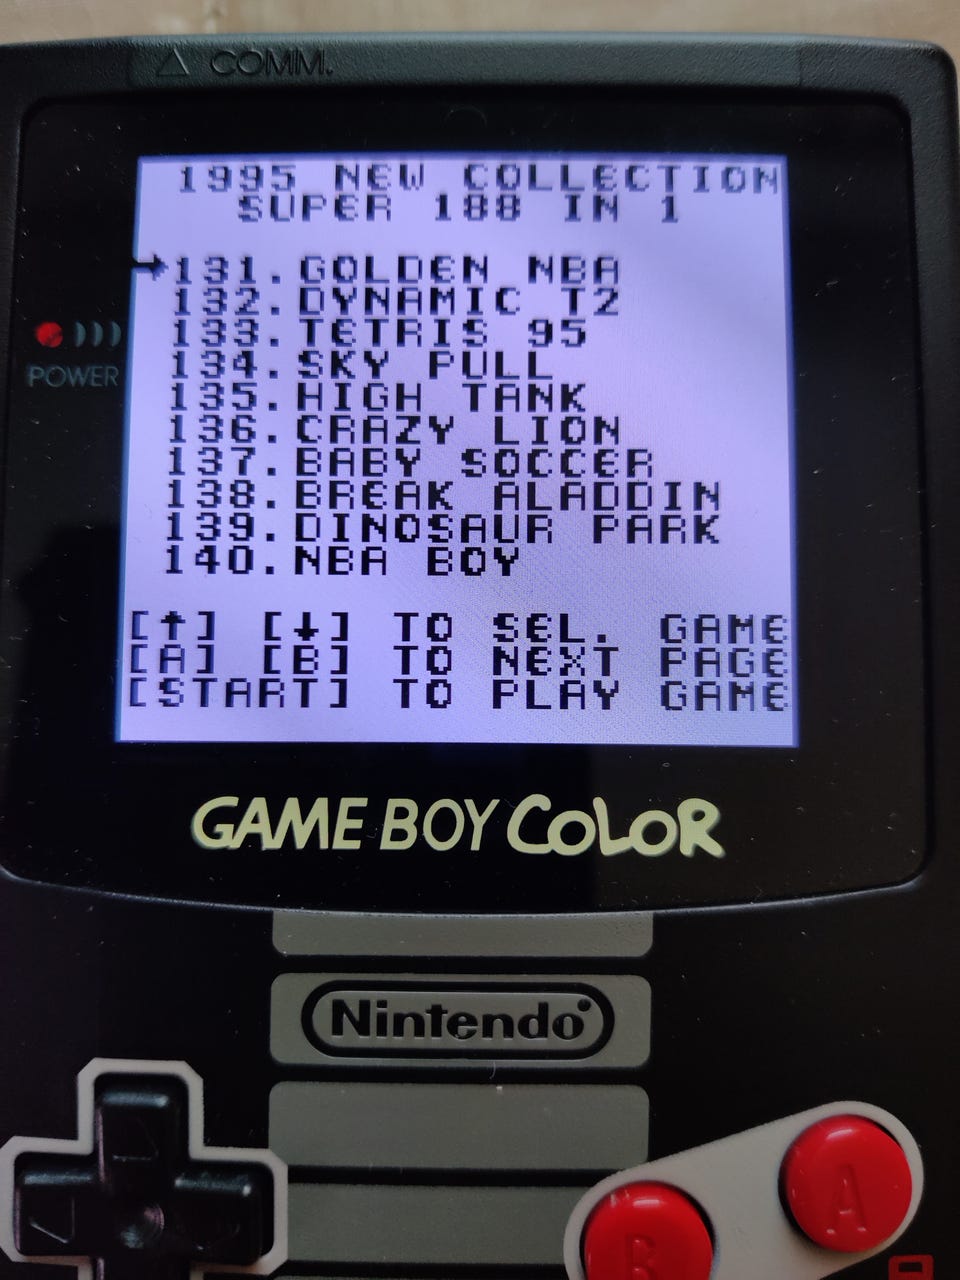 △ COMM.
1995 NEW COLLECTION
SUPER 188 IN 1
→131.GOLDEN NBA
132.DYNAMIC T2
133.TETRIS 95
134.SKY PULL
135.HIGH TANK
136.CRAZY LION
137.BABY SOCCER
138.BREAK ALADDIN
139.DINOSAUR PARK
140.NBA BOY
[↑] [↓] TO SEL. GAME
[A] [B] TO NEXT PAGE
[START] TO PLAY GAME
POWER
GAME BOY COLOR
Nintendo
A
B